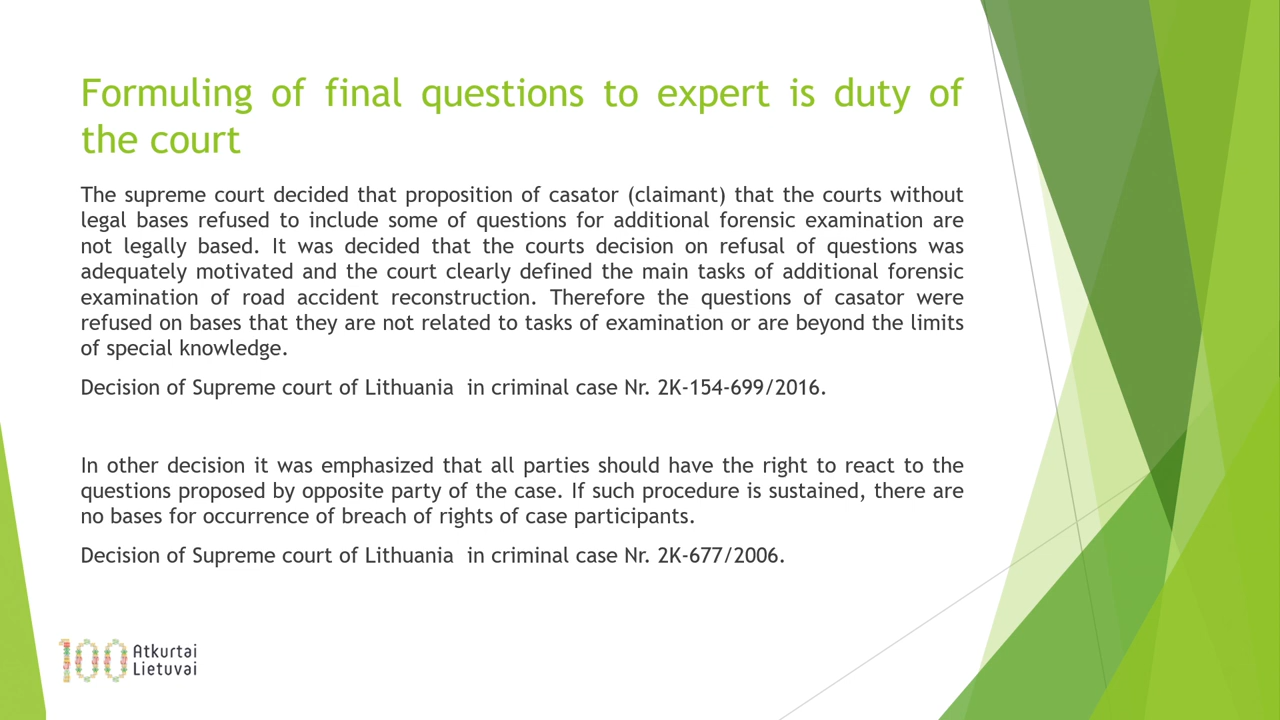 Formuling of final questions to expert is duty of
the court
The supreme court decided that proposition of casator (claimant) that the courts without
legal bases refused to include some of questions for additional forensic examination are
not legally based. It was decided that the courts decision on refusal of questions was
adequately motivated and the court clearly defined the main tasks of additional forensic
examination of road accident reconstruction. Therefore the questions of casator were
refused on bases that they are not related to tasks of examination or are beyond the limits
of special knowledge.
Decision of Supreme court of Lithuania in criminal case Nr. 2K-154-699/2016.
In other decision it was emphasized that all parties should have the right to react to the
questions proposed by opposite party of the case. If such procedure is sustained, there are
no bases for occurrence of breach of rights of case participants.
Decision of Supreme court of Lithuania in criminal case Nr. 2K-677/2006.
100 Atkurtai
Lietuvai